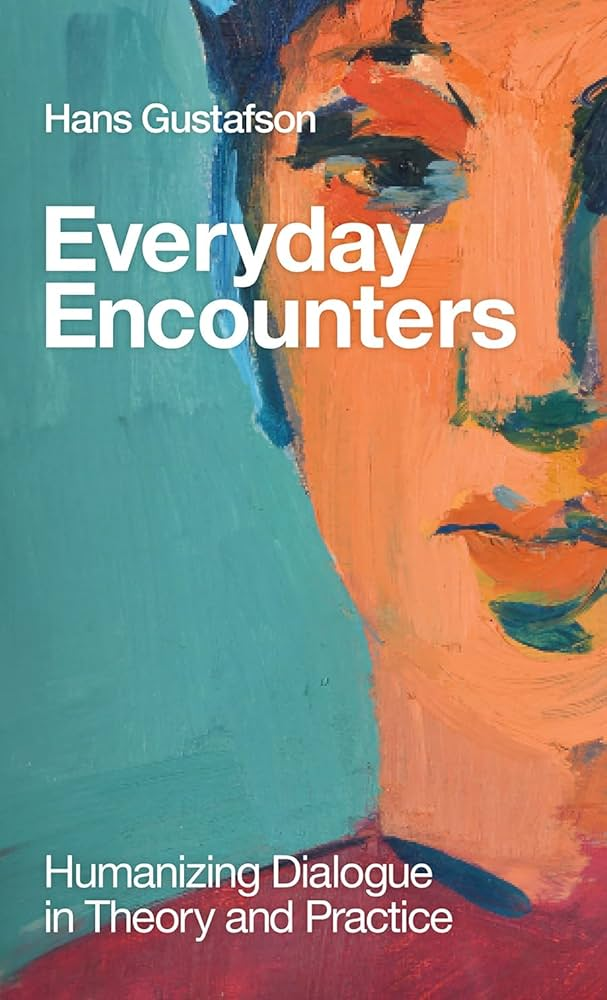 Hans Gustafson
Everyday
Encounters
Humanizing Dialogue
in Theory and Practice